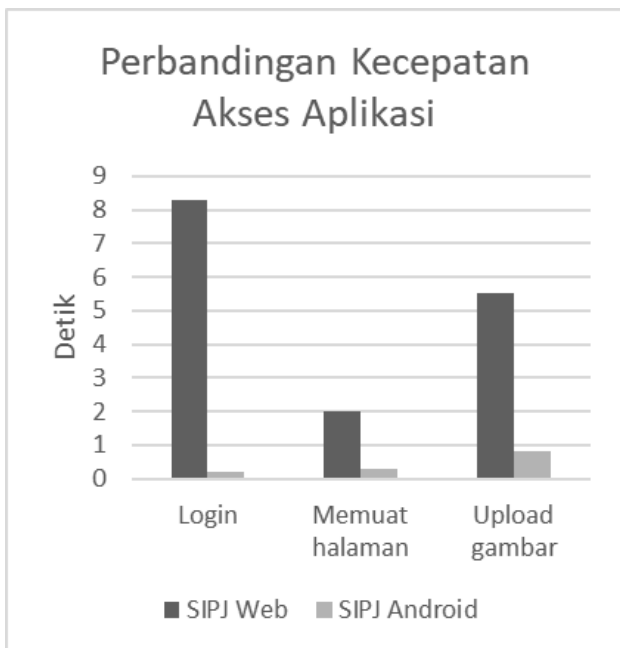 Perbandingan Kecepatan
Akses Aplikasi
9
8
7
6
5
4
3
2
1
0
Detik
Login
Memuat
halaman
Upload
gambar
SIPJ Web
SIPJ Android